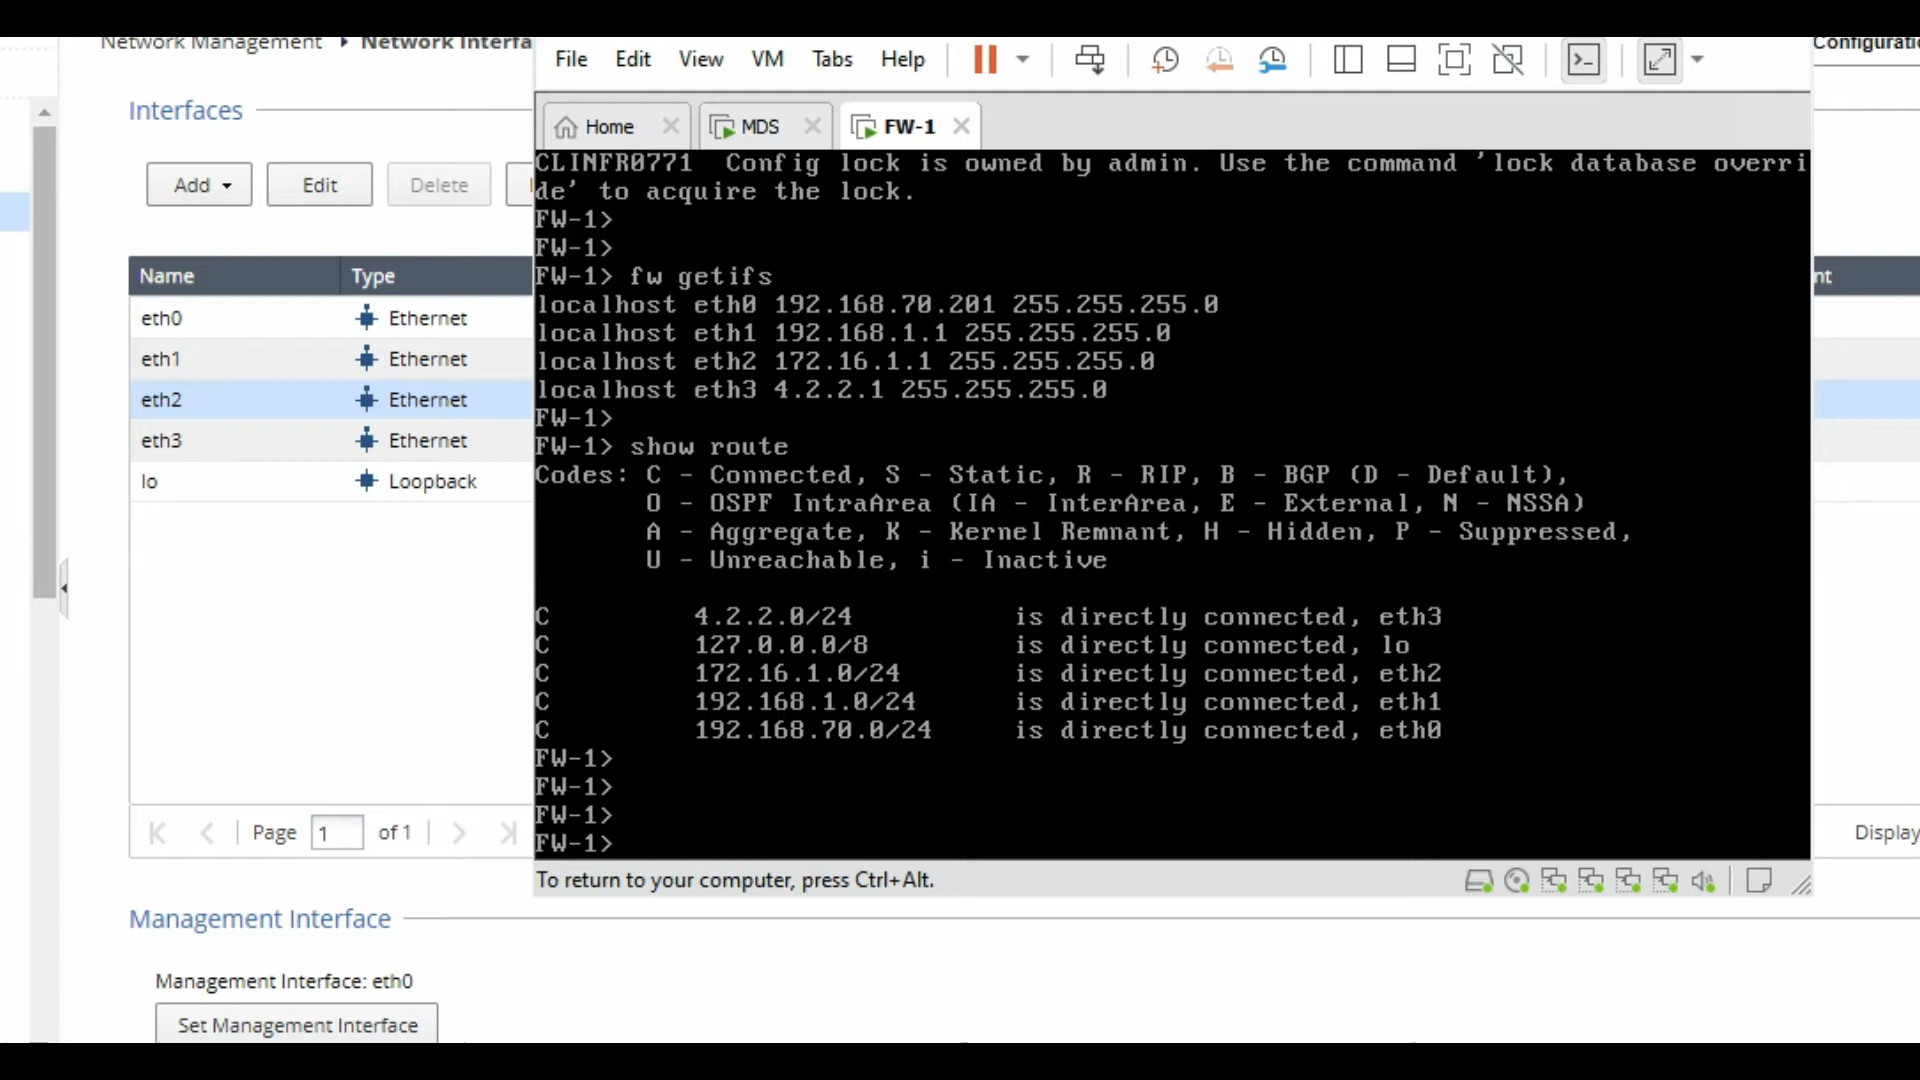 Network Management ▸ Network Interfa
Configuratio
Interfaces
Add
Edit
Delete
Name Type
eth0 Ethernet
eth1 Ethernet
eth2 Ethernet
eth3 Ethernet
lo Loopback
Page 1 of 1
Management Interface
Management Interface: eth0
Set Management Interface
File Edit View VM Tabs Help
Home MDS FW-1
CLINFR0771  Config lock is owned by admin. Use the command 'lock database overri
de' to acquire the lock.
FW-1>
FW-1>
FW-1> fw getifs
localhost eth0 192.168.70.201 255.255.255.0
localhost eth1 192.168.1.1 255.255.255.0
localhost eth2 172.16.1.1 255.255.255.0
localhost eth3 4.2.2.1 255.255.255.0
FW-1>
FW-1> show route
Codes: C - Connected, S - Static, R - RIP, B - BGP (D - Default),
O - OSPF IntraArea (IA - InterArea, E - External, N - NSSA)
A - Aggregate, K - Kernel Remnant, H - Hidden, P - Suppressed,
U - Unreachable, i - Inactive
C 4.2.2.0/24 is directly connected, eth3
C 127.0.0.0/8 is directly connected, lo
C 172.16.1.0/24 is directly connected, eth2
C 192.168.1.0/24 is directly connected, eth1
C 192.168.70.0/24 is directly connected, eth0
FW-1>
FW-1>
FW-1>
FW-1>
To return to your computer, press Ctrl+Alt.
nt
Display